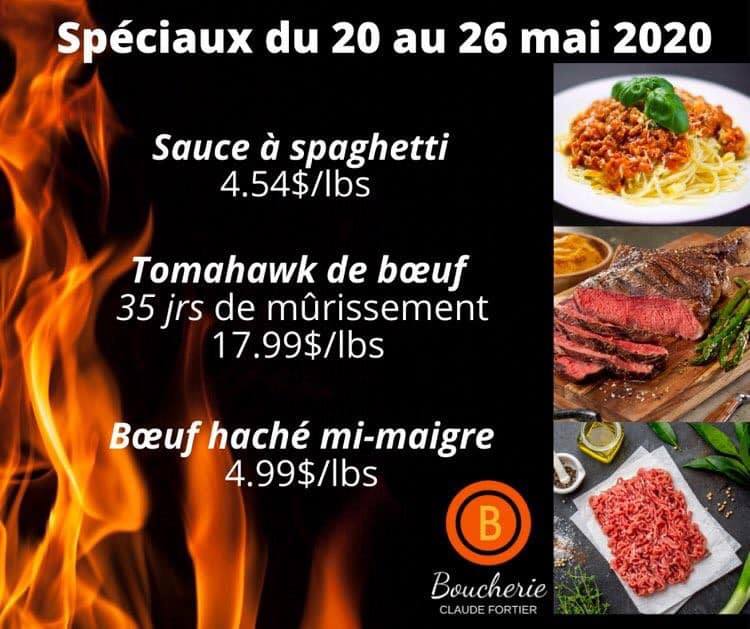 Spéciaux du 20 au 26 mai 2020
Sauce à spaghetti
4.54$/lbs
Tomahawk de bœuf
35 jrs de mûrissement
17.99$/lbs
Bœuf haché mi-maigre
4.99$/lbs
B
Boucherie
CLAUDE FORTIER